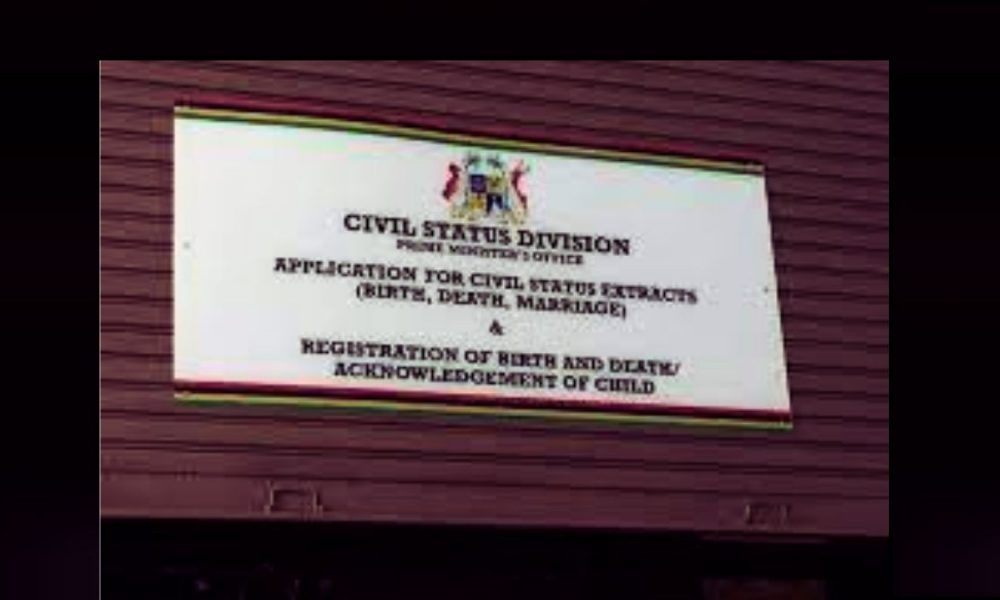 CIVIL STATUS DIVISION
PRIME MINISTER'S OFFICE
APPLICATION FOR CIVIL STATUS EXTRACTS
(BIRTH, DEATH, MARRIAGE)
&
REGISTRATION OF BIRTH AND DEATH/
ACKNOWLEDGEMENT OF CHILD